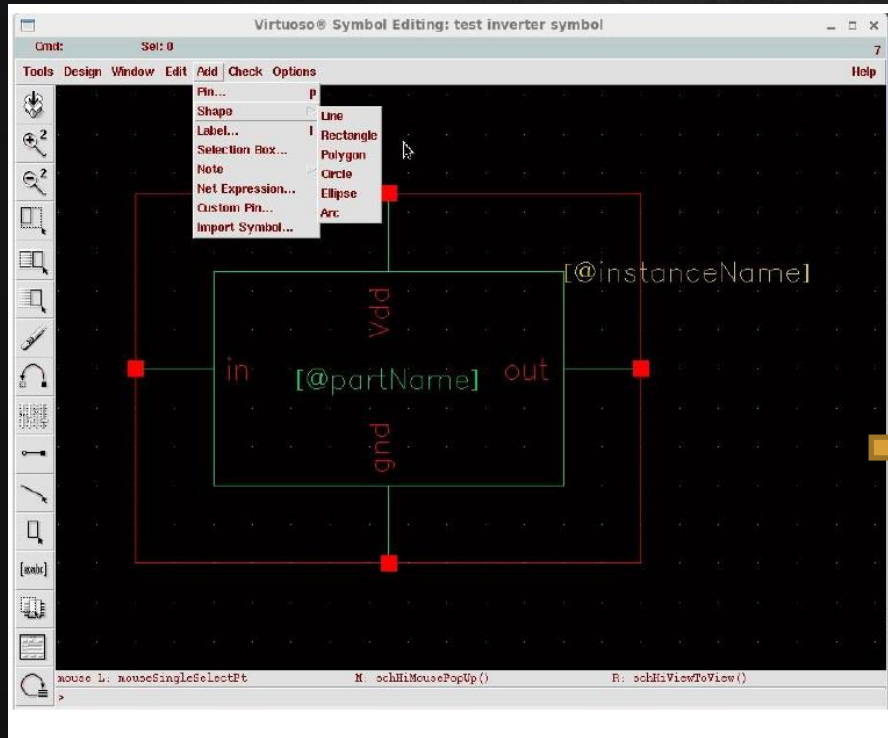 Virtuoso® Symbol Editing: test inverter symbol
Cmd: Sel: 0
7
Tools Design Window Edit Add Check Options Help
Pin... p
Shape
Label... l
Selection Box...
Note
Net Expression...
Custom Pin...
Import Symbol...
Line
Rectangle
Polygon
Circle
Ellipse
Arc
2
2
[@instanceName]
Vdd
in
[@partName]
out
gnd
mouse L: mouseSingleSelectPt M: schHiMousePopUp() R: schHiViewToView()
>